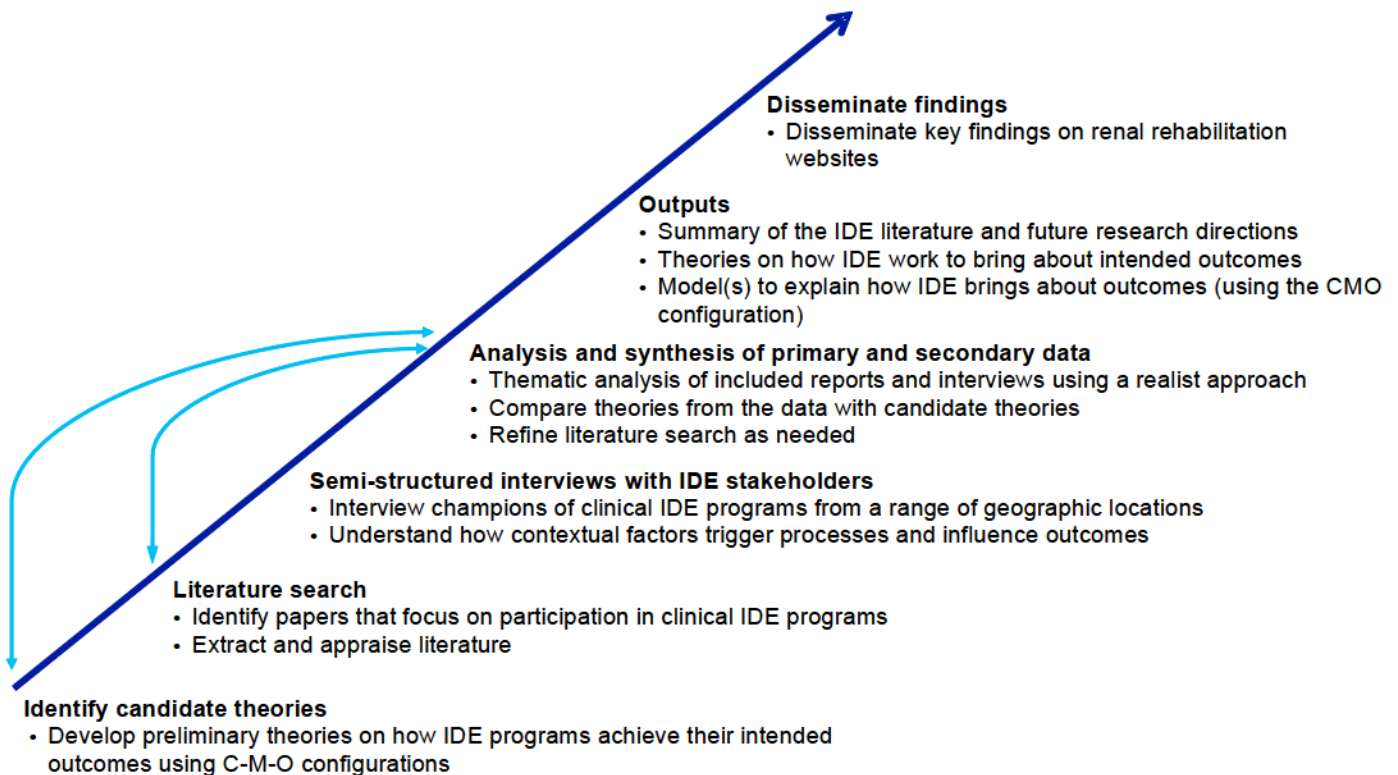 Disseminate findings
• Disseminate key findings on renal rehabilitation
websites
Outputs
• Summary of the IDE literature and future research directions
• Theories on how IDE work to bring about intended outcomes
• Model(s) to explain how IDE brings about outcomes (using the CMO
configuration)
Analysis and synthesis of primary and secondary data
• Thematic analysis of included reports and interviews using a realist approach
• Compare theories from the data with candidate theories
• Refine literature search as needed
Semi-structured interviews with IDE stakeholders
• Interview champions of clinical IDE programs from a range of geographic locations
• Understand how contextual factors trigger processes and influence outcomes
Literature search
• Identify papers that focus on participation in clinical IDE programs
• Extract and appraise literature
Identify candidate theories
• Develop preliminary theories on how IDE programs achieve their intended
outcomes using C-M-O configurations